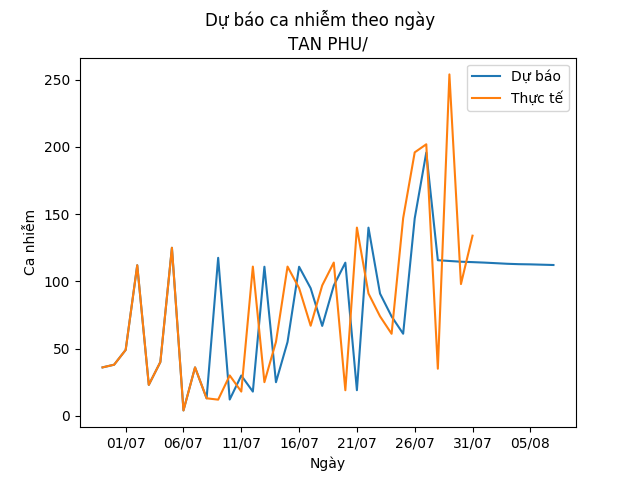 Dự báo ca nhiễm theo ngày
TAN PHU/
Dự báo
Thực tế
250
200
150
100
50
0
Ca nhiễm
01/07 06/07 11/07 16/07 21/07 26/07 31/07 05/08
Ngày